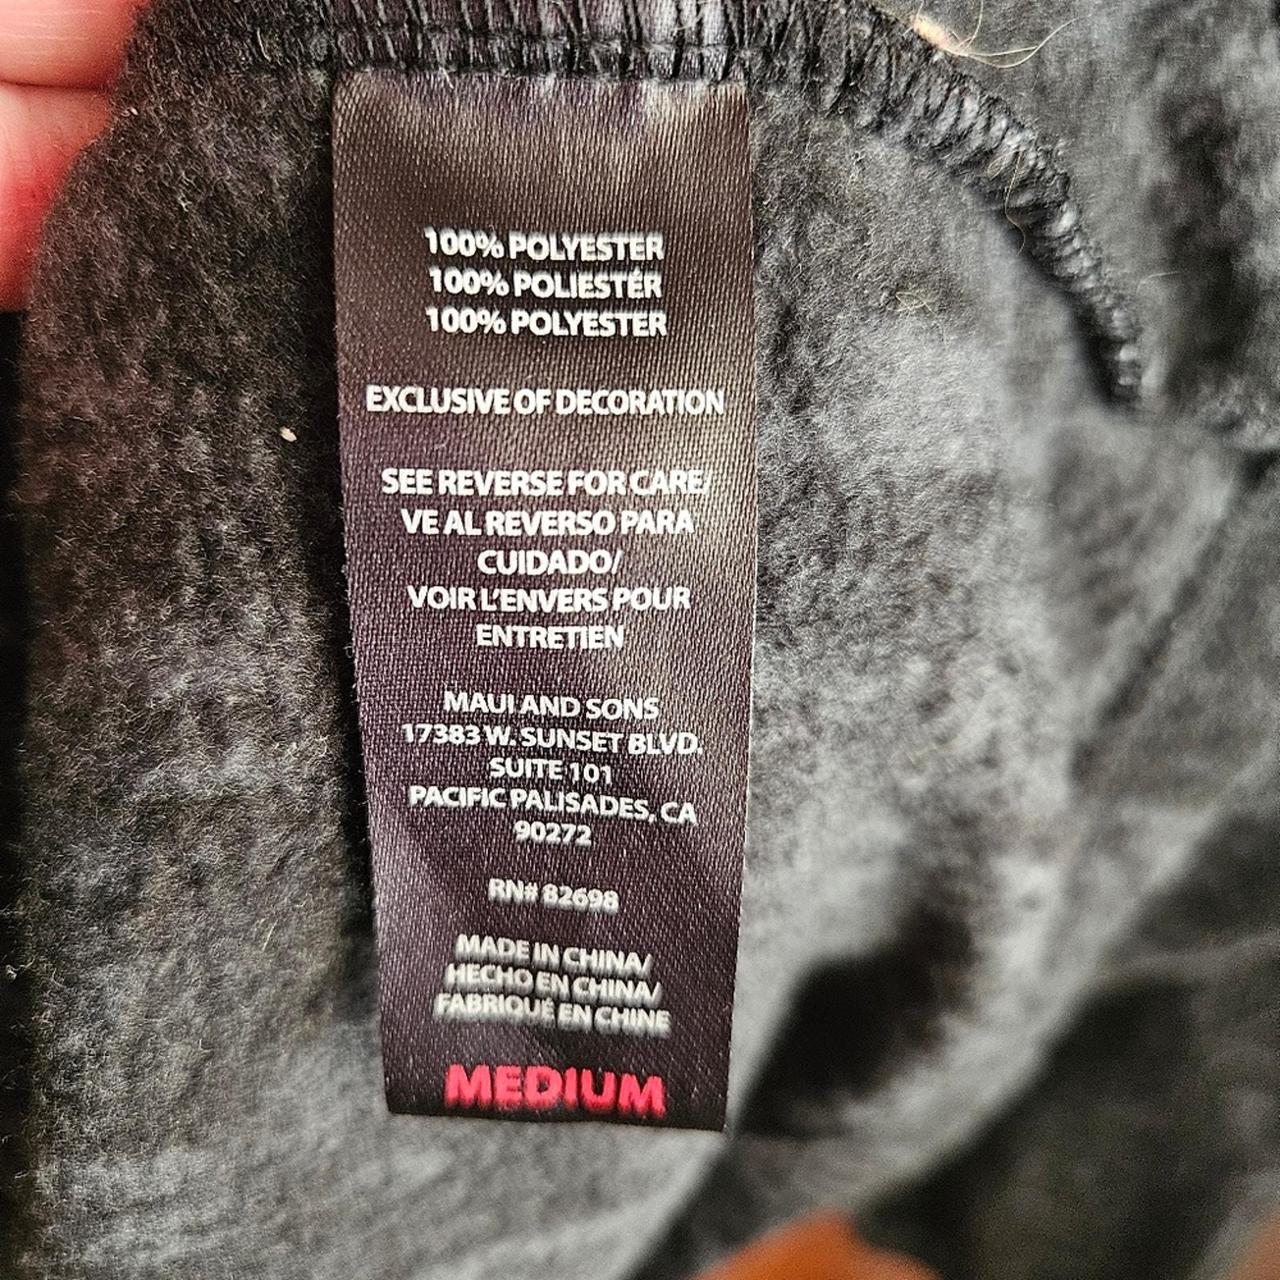 100% POLYESTER
100% POLIESTÉR
100% POLYESTER
EXCLUSIVE OF DECORATION
SEE REVERSE FOR CARE/
VE AL REVERSO PARA
CUIDADO/
VOIR L'ENVERS POUR
ENTRETIEN
MAUI AND SONS
17383 W. SUNSET BLVD.
SUITE 101
PACIFIC PALISADES, CA
90272
RN# 82698
MADE IN CHINA/
HECHO EN CHINA/
FABRIQUÉ EN CHINE
MEDIUM